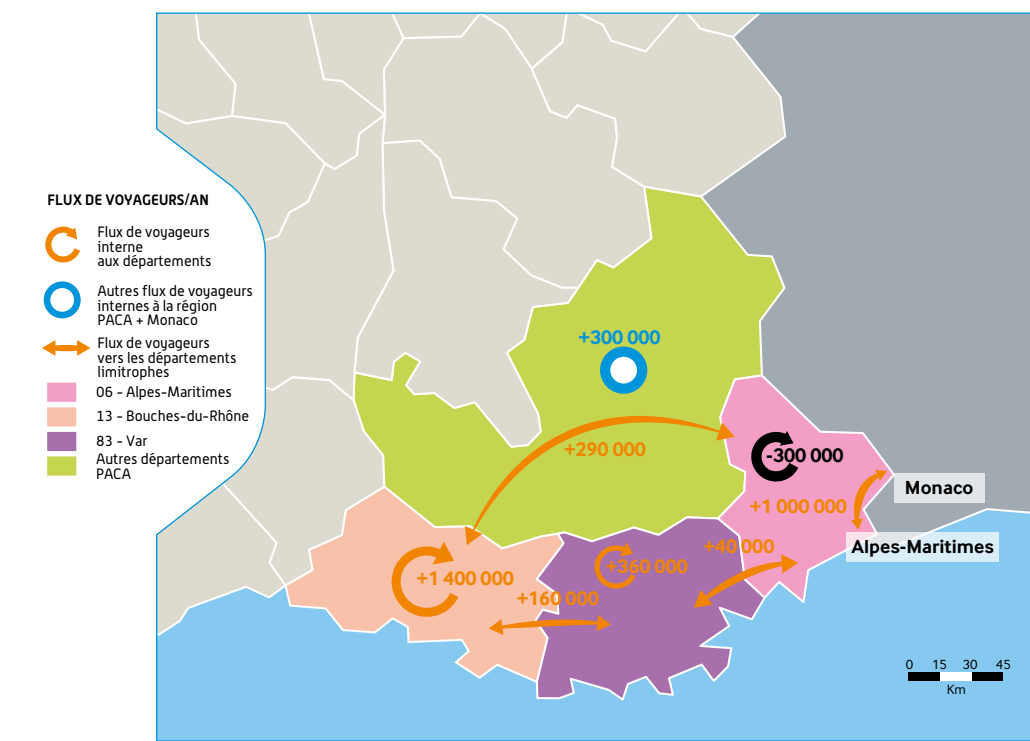 FLUX DE VOYAGEURS/AN
Flux de voyageurs
interne
aux départements
Autres flux de voyageurs
internes à la région
PACA + Monaco
Flux de voyageurs
vers les départements
limitrophes
06 - Alpes-Maritimes
13 - Bouches-du-Rhône
83 - Var
Autres départements
PACA
+300 000
+290 000
-300 000
Monaco
+1 000 000
Alpes-Maritimes
+40 000
+360 000
+1 400 000
+160 000
0 15 30 45
Km